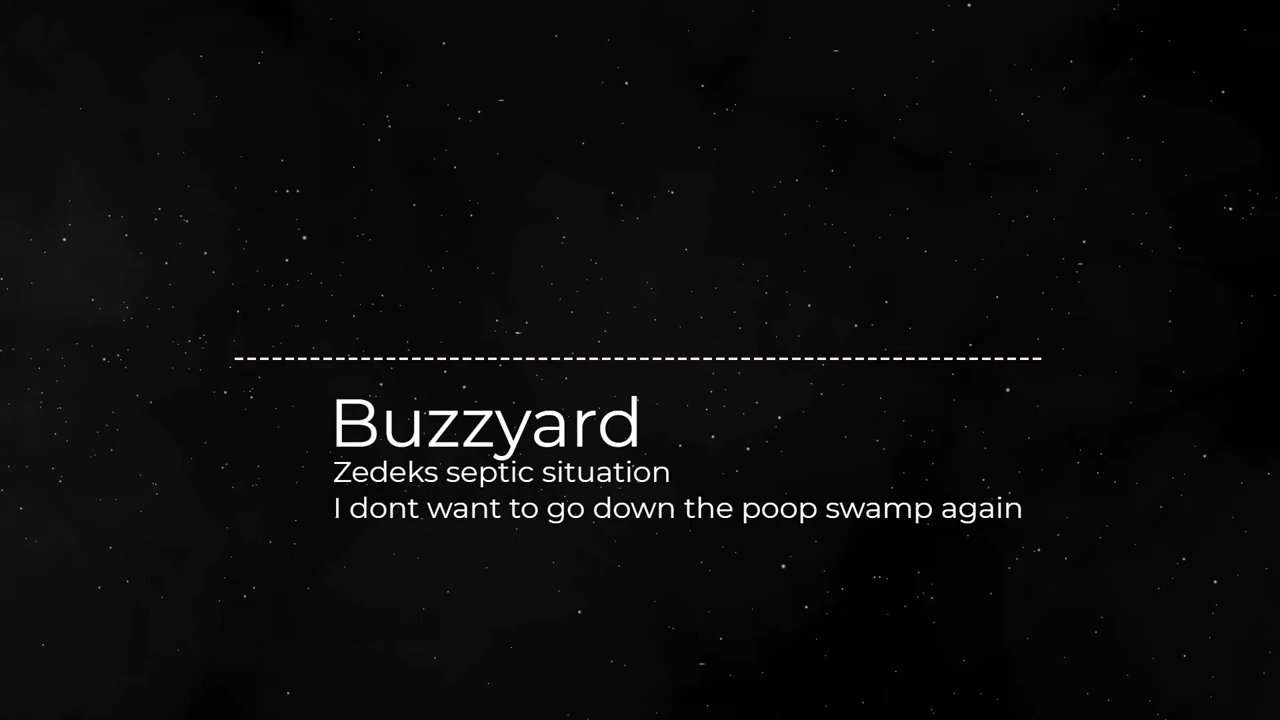 Buzzyard
Zedeks septic situation
I dont want to go down the poop swamp again